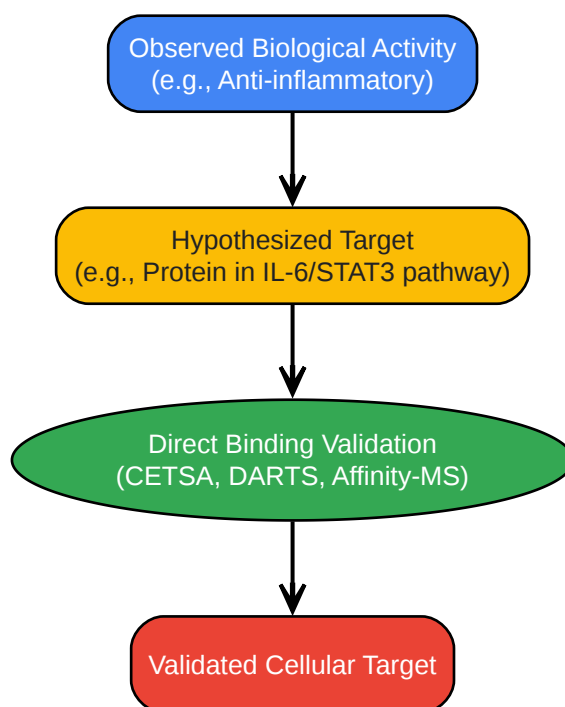 Observed Biological Activity
(e.g., Anti-inflammatory)
Hypothesized Target
(e.g., Protein in IL-6/STAT3 pathway)
Direct Binding Validation
(CETSA, DARTS, Affinity-MS)
Validated Cellular Target